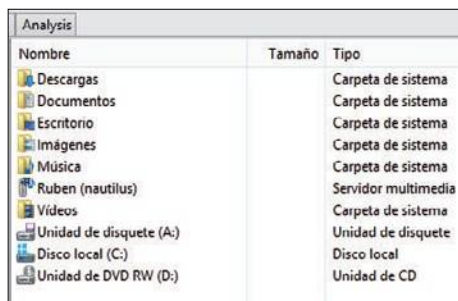 Analysis
Nombre Tamaño Tipo
Descargas Carpeta de sistema
Documentos Carpeta de sistema
Escritorio Carpeta de sistema
Imágenes Carpeta de sistema
Música Carpeta de sistema
Ruben (nautilus) Servidor multimedia
Vídeos Carpeta de sistema
Unidad de disquete (A:) Unidad de disquete
Disco local (C:) Disco local
Unidad de DVD RW (D:) Unidad de CD